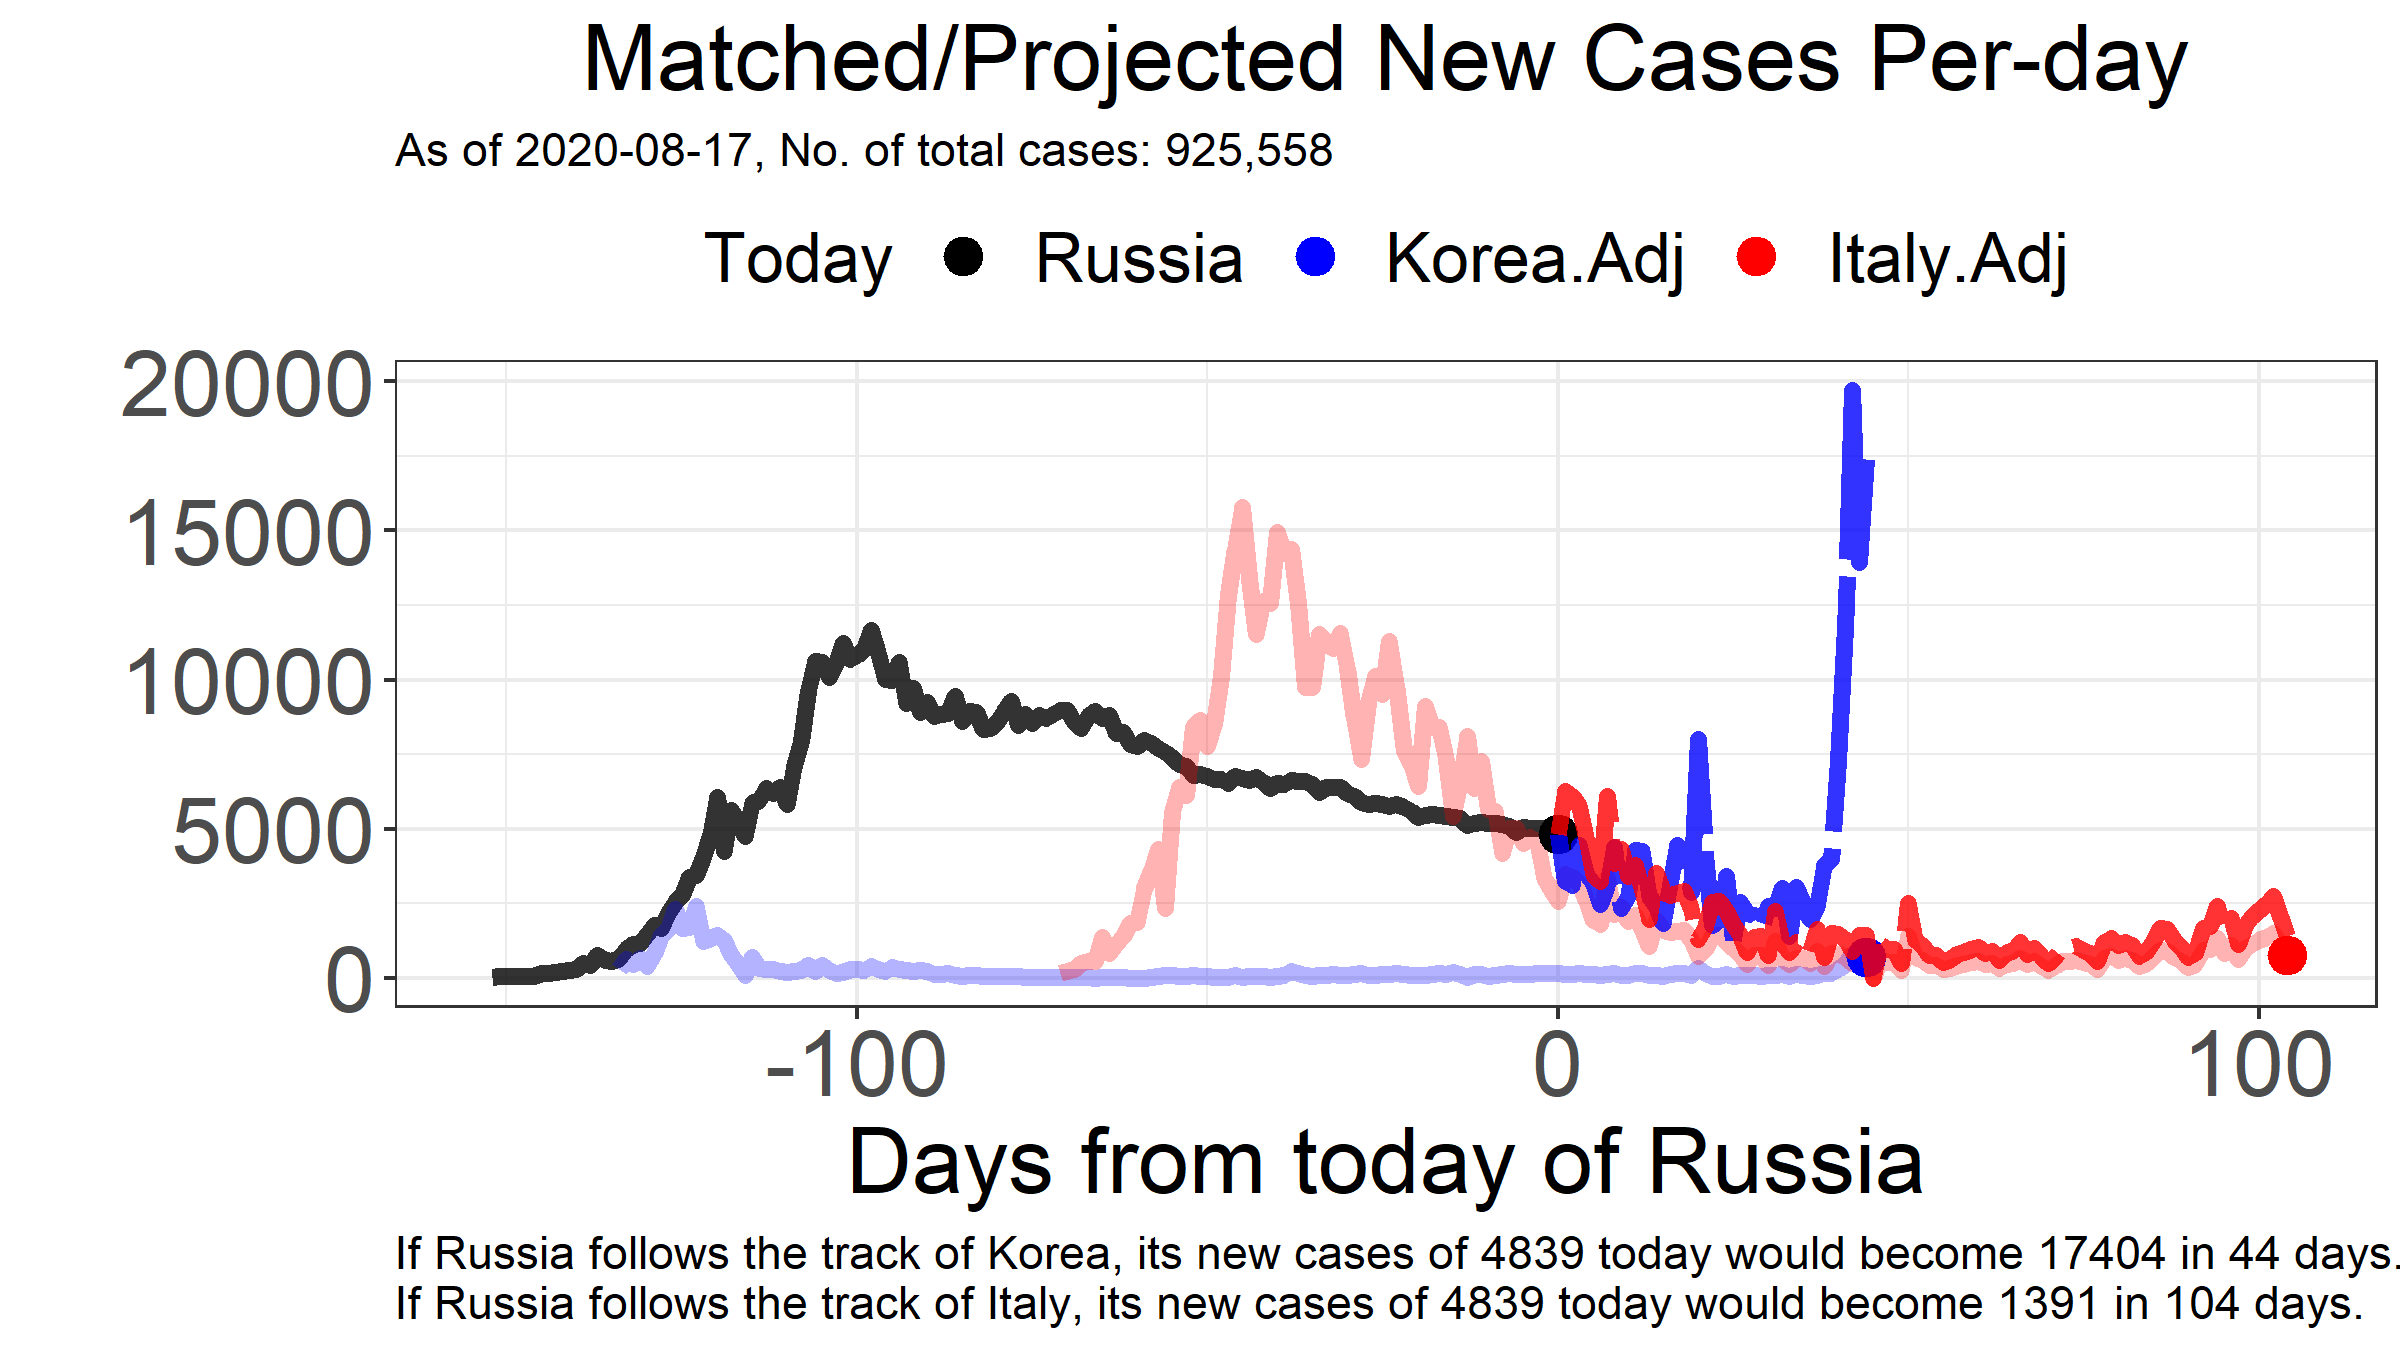 Matched/Projected New Cases Per-day
As of 2020-08-17, No. of total cases: 925,558
Today Russia Korea.Adj Italy.Adj
20000
15000
10000
5000
0
-100 0 100
Days from today of Russia
If Russia follows the track of Korea, its new cases of 4839 today would become 17404 in 44 days.
If Russia follows the track of Italy, its new cases of 4839 today would become 1391 in 104 days.